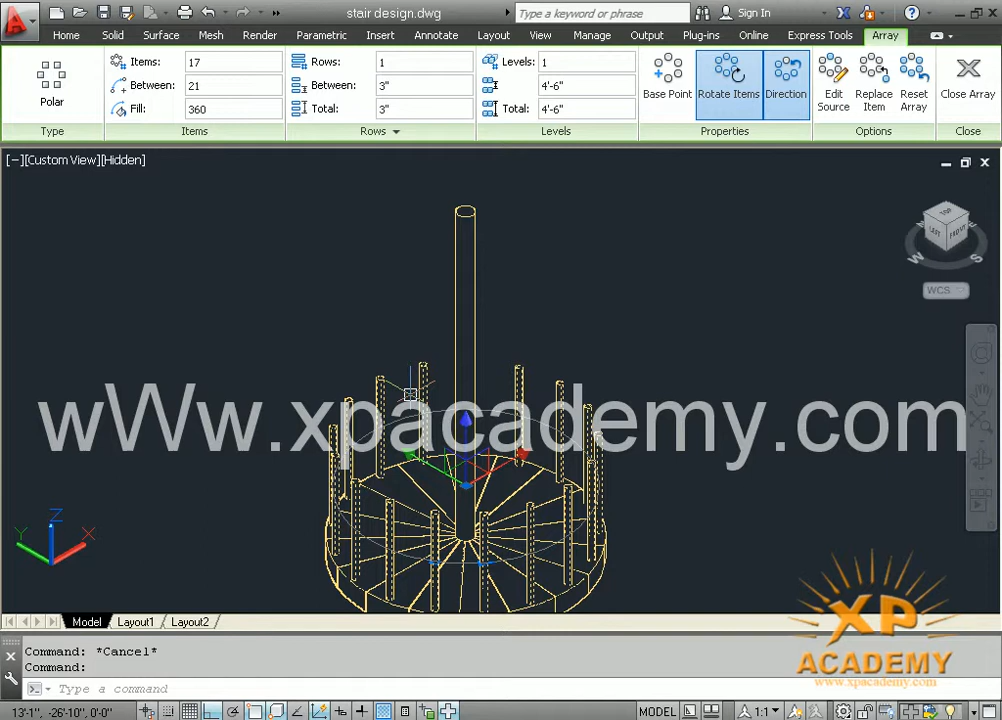 stair design.dwg
Type a keyword or phrase
Sign In
Home Solid Surface Mesh Render Parametric Insert Annotate Layout View Manage Output Plug-ins Online Express Tools Array
Items: 17 Rows: 1 Levels: 1
Between: 21 Between: 3" 4'-6"
Fill: 360 Total: 3" Total: 4'-6"
Polar
Base Point Rotate Items Direction Edit Source Replace Item Reset Array Close Array
Type Items Rows Levels Properties Options Close
[−][Custom View][Hidden]
TOP
LEFT FRONT
W S
WCS
wWw.xpacademy.com
Z
Y X
Model Layout1 Layout2
Command: *Cancel*
Command:
Type a command
XP
ACADEMY
www.xpacademy.com
13'-1", -26'-10", 0'-0" MODEL 1:1